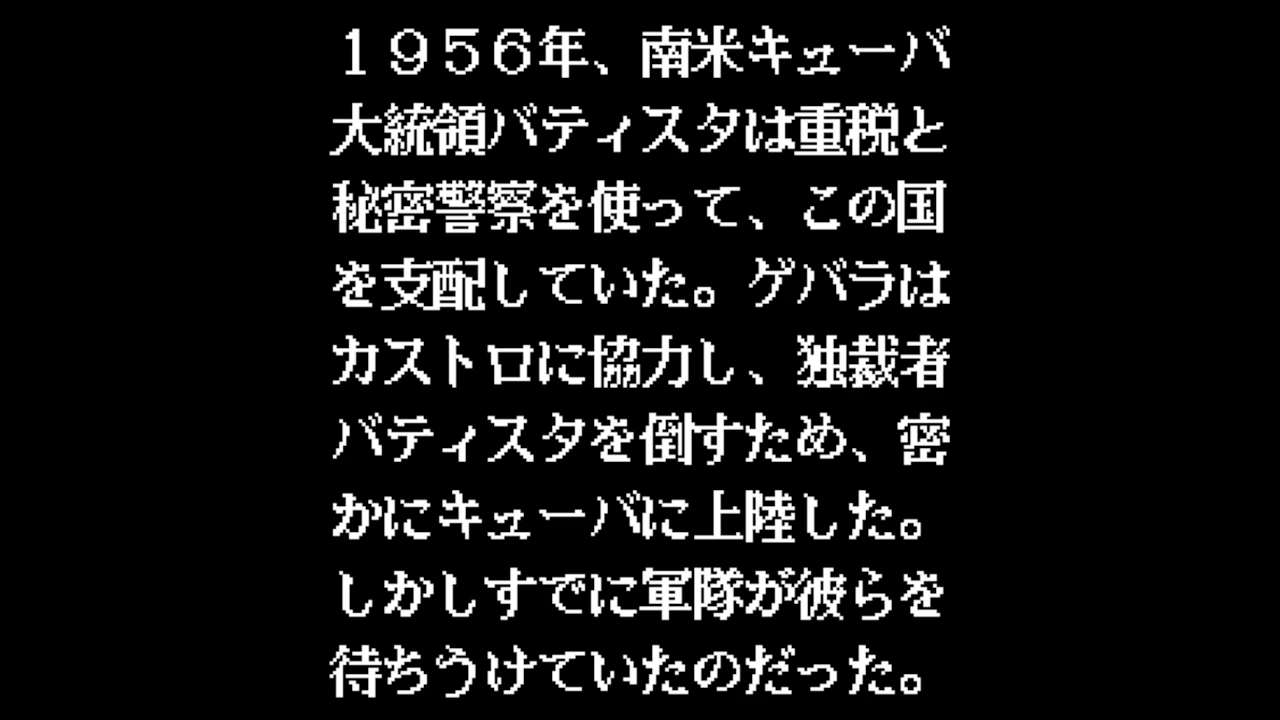 1956年、南米キューバ
大統領バティスタは重税と
秘密警察を使って、この国
を支配していた。ゲバラは
カストロに協力し、独裁者
バティスタを倒すため、密
かにキューバに上陸した。
しかしすでに軍隊が彼らを
待ちうけていたのだった。